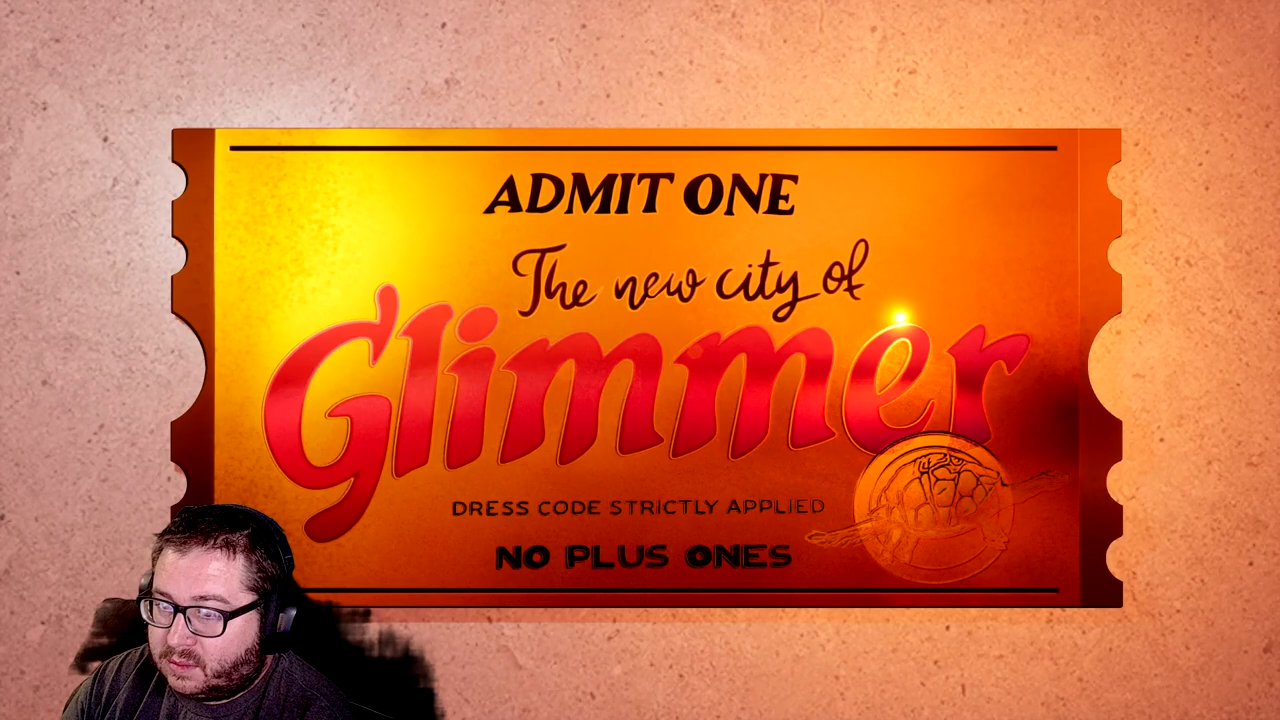 ADMIT ONE
The new city of
Glimmer
DRESS CODE STRICTLY APPLIED
NO PLUS ONES